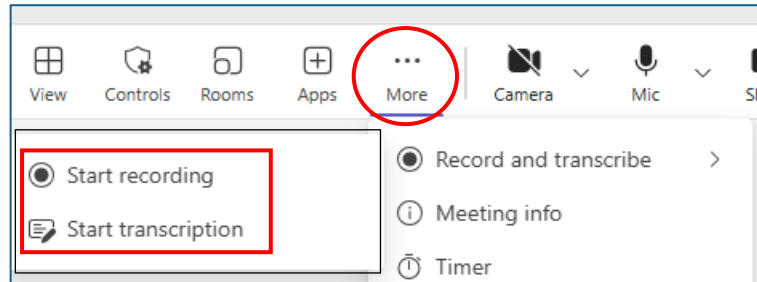 View Controls Rooms Apps More Camera Mic
Start recording
Start transcription
Record and transcribe
Meeting info
Timer